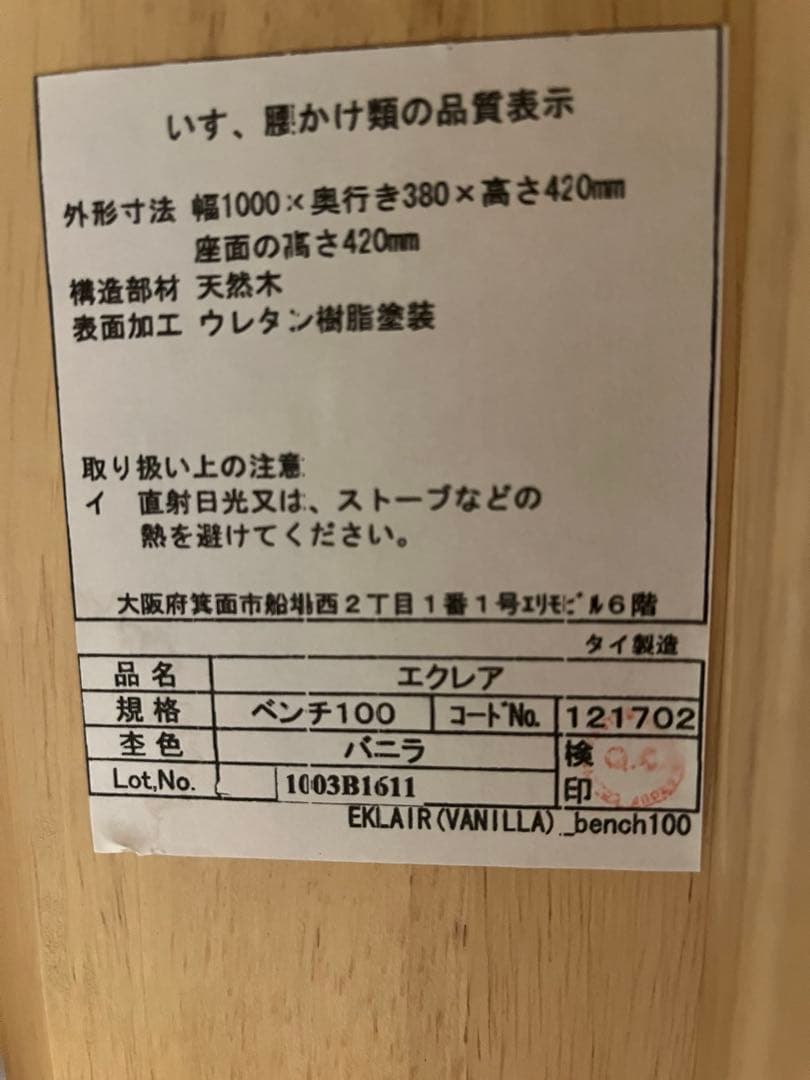 いす、腰かけ類の品質表示
外形寸法 幅1000×奥行き380×高さ420mm
座面の高さ420mm
構造部材 天然木
表面加工 ウレタン樹脂塗装
取り扱い上の注意
イ 直射日光又は、ストーブなどの
熱を避けてください。
大阪府箕面市船場西2丁目1番1号ｴﾘﾓﾋﾞﾙ6階
タイ製造
品名 エクレア
規格 ベンチ100 ｺｰﾄﾞNo. 121702
杢色 バニラ 検印 Q.C
Lot,No. 1003B1611
EKLAIR(VANILLA)_bench100